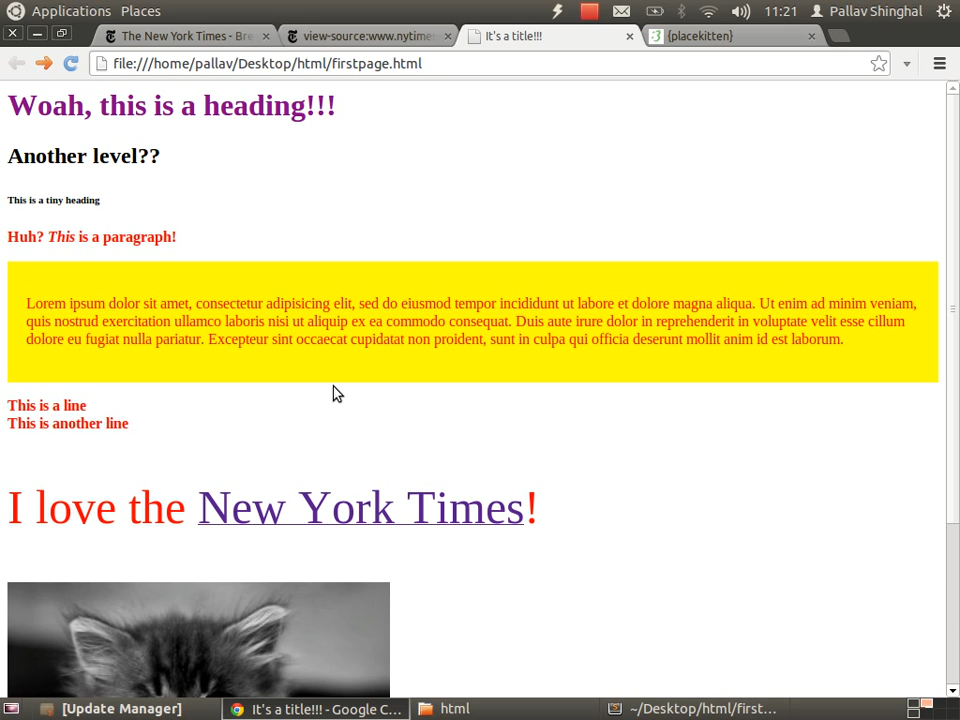 Applications Places 11:21 Pallav Shinghal
The New York Times - Bre view-source:www.nytimes It's a title!!! {placekitten}
file:///home/pallav/Desktop/html/firstpage.html
Woah, this is a heading!!!
Another level??
This is a tiny heading
Huh? This is a paragraph!
Lorem ipsum dolor sit amet, consectetur adipisicing elit, sed do eiusmod tempor incididunt ut labore et dolore magna aliqua. Ut enim ad minim veniam,
quis nostrud exercitation ullamco laboris nisi ut aliquip ex ea commodo consequat. Duis aute irure dolor in reprehenderit in voluptate velit esse cillum
dolore eu fugiat nulla pariatur. Excepteur sint occaecat cupidatat non proident, sunt in culpa qui officia deserunt mollit anim id est laborum.
This is a line
This is another line
I love the New York Times!
[Update Manager] It's a title!!! - Google C... html ~/Desktop/html/first...